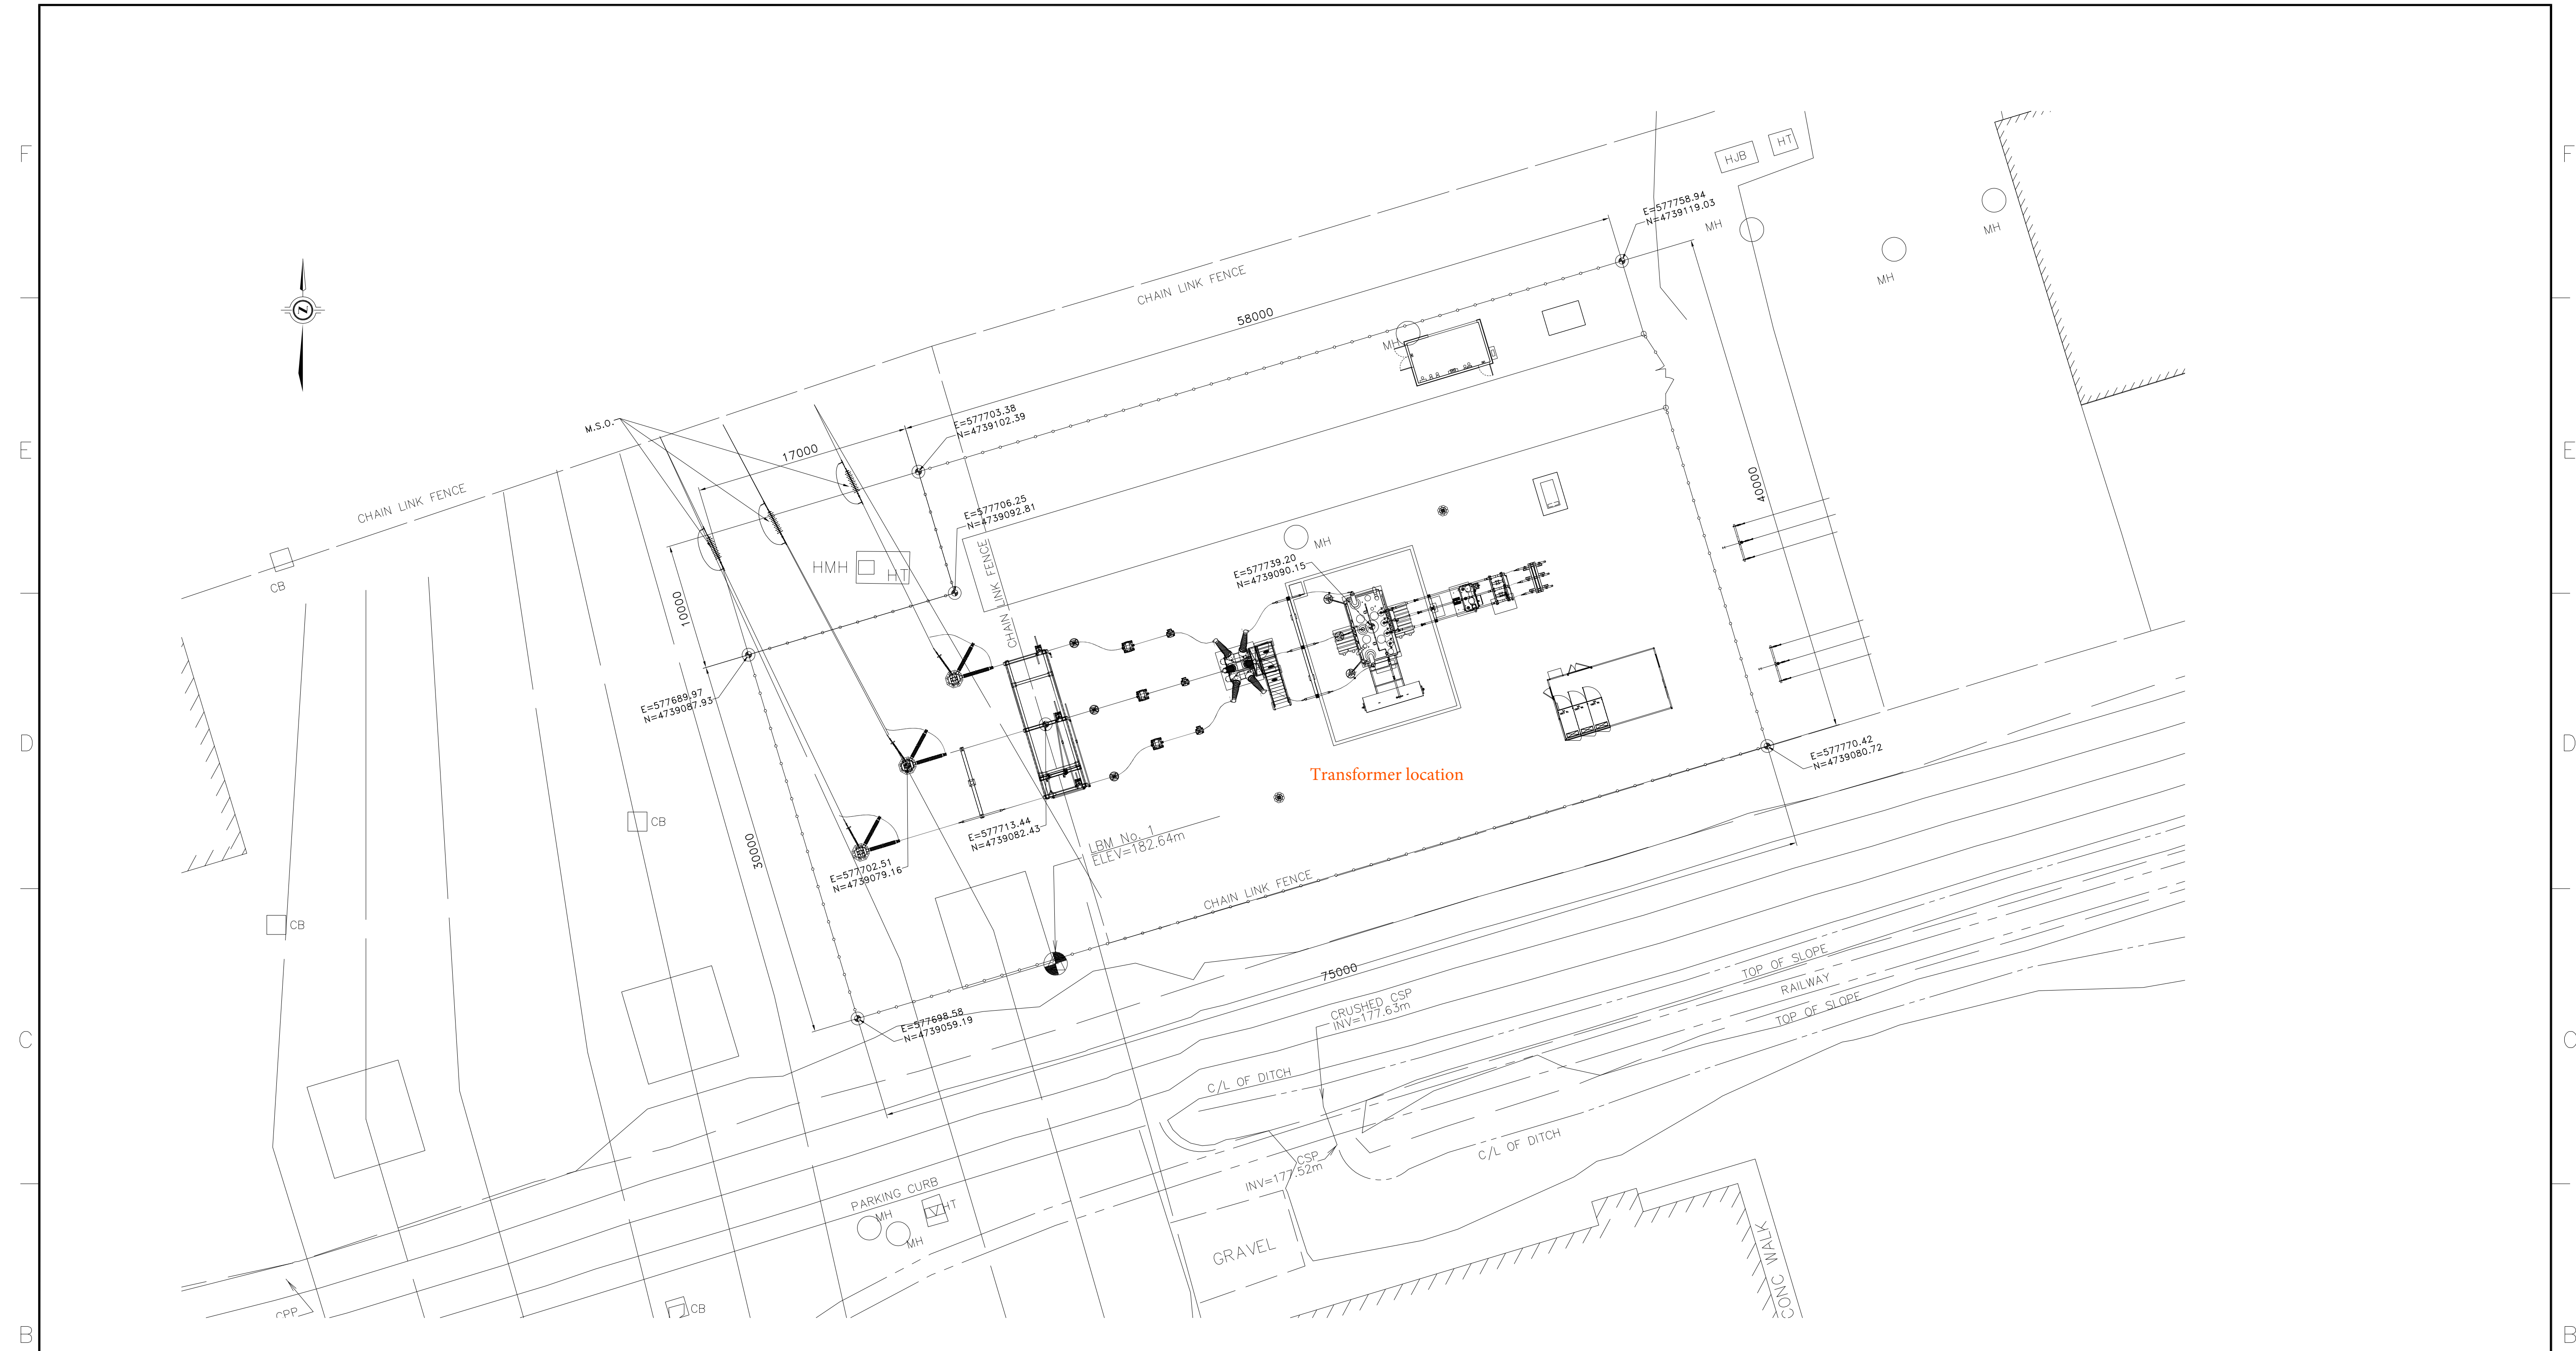 F
F
HJB
HT
E=577758.94
N=4739119.03
MH
MH
MH
CHAIN LINK FENCE
58000
MH
E=577703.38
N=4739102.39
M.S.O.
17000
E
E
CHAIN LINK FENCE
40000
E=577706.25
N=4739092.81
CHAIN LINK FENCE
MH
HMH
HT
E=577739.20
N=4739090.15
CB
10000
E=577689.97
N=4739087.93
D
D
E=577770.42
N=4739080.72
Transformer location
CB
E=577713.44
N=4739082.43
LBM No. 1
ELEV=182.64m
30000
E=577702.51
N=4739079.16
CHAIN LINK FENCE
CB
75000
TOP OF SLOPE
RAILWAY
TOP OF SLOPE
CRUSHED CSP
INV=177.63m
E=577698.58
N=4739059.19
C
C
C/L OF DITCH
C/L OF DITCH
CSP
INV=177.52m
PARKING CURB
MH
MH
HT
GRAVEL
CONC WALK
CPP
CB
B
B